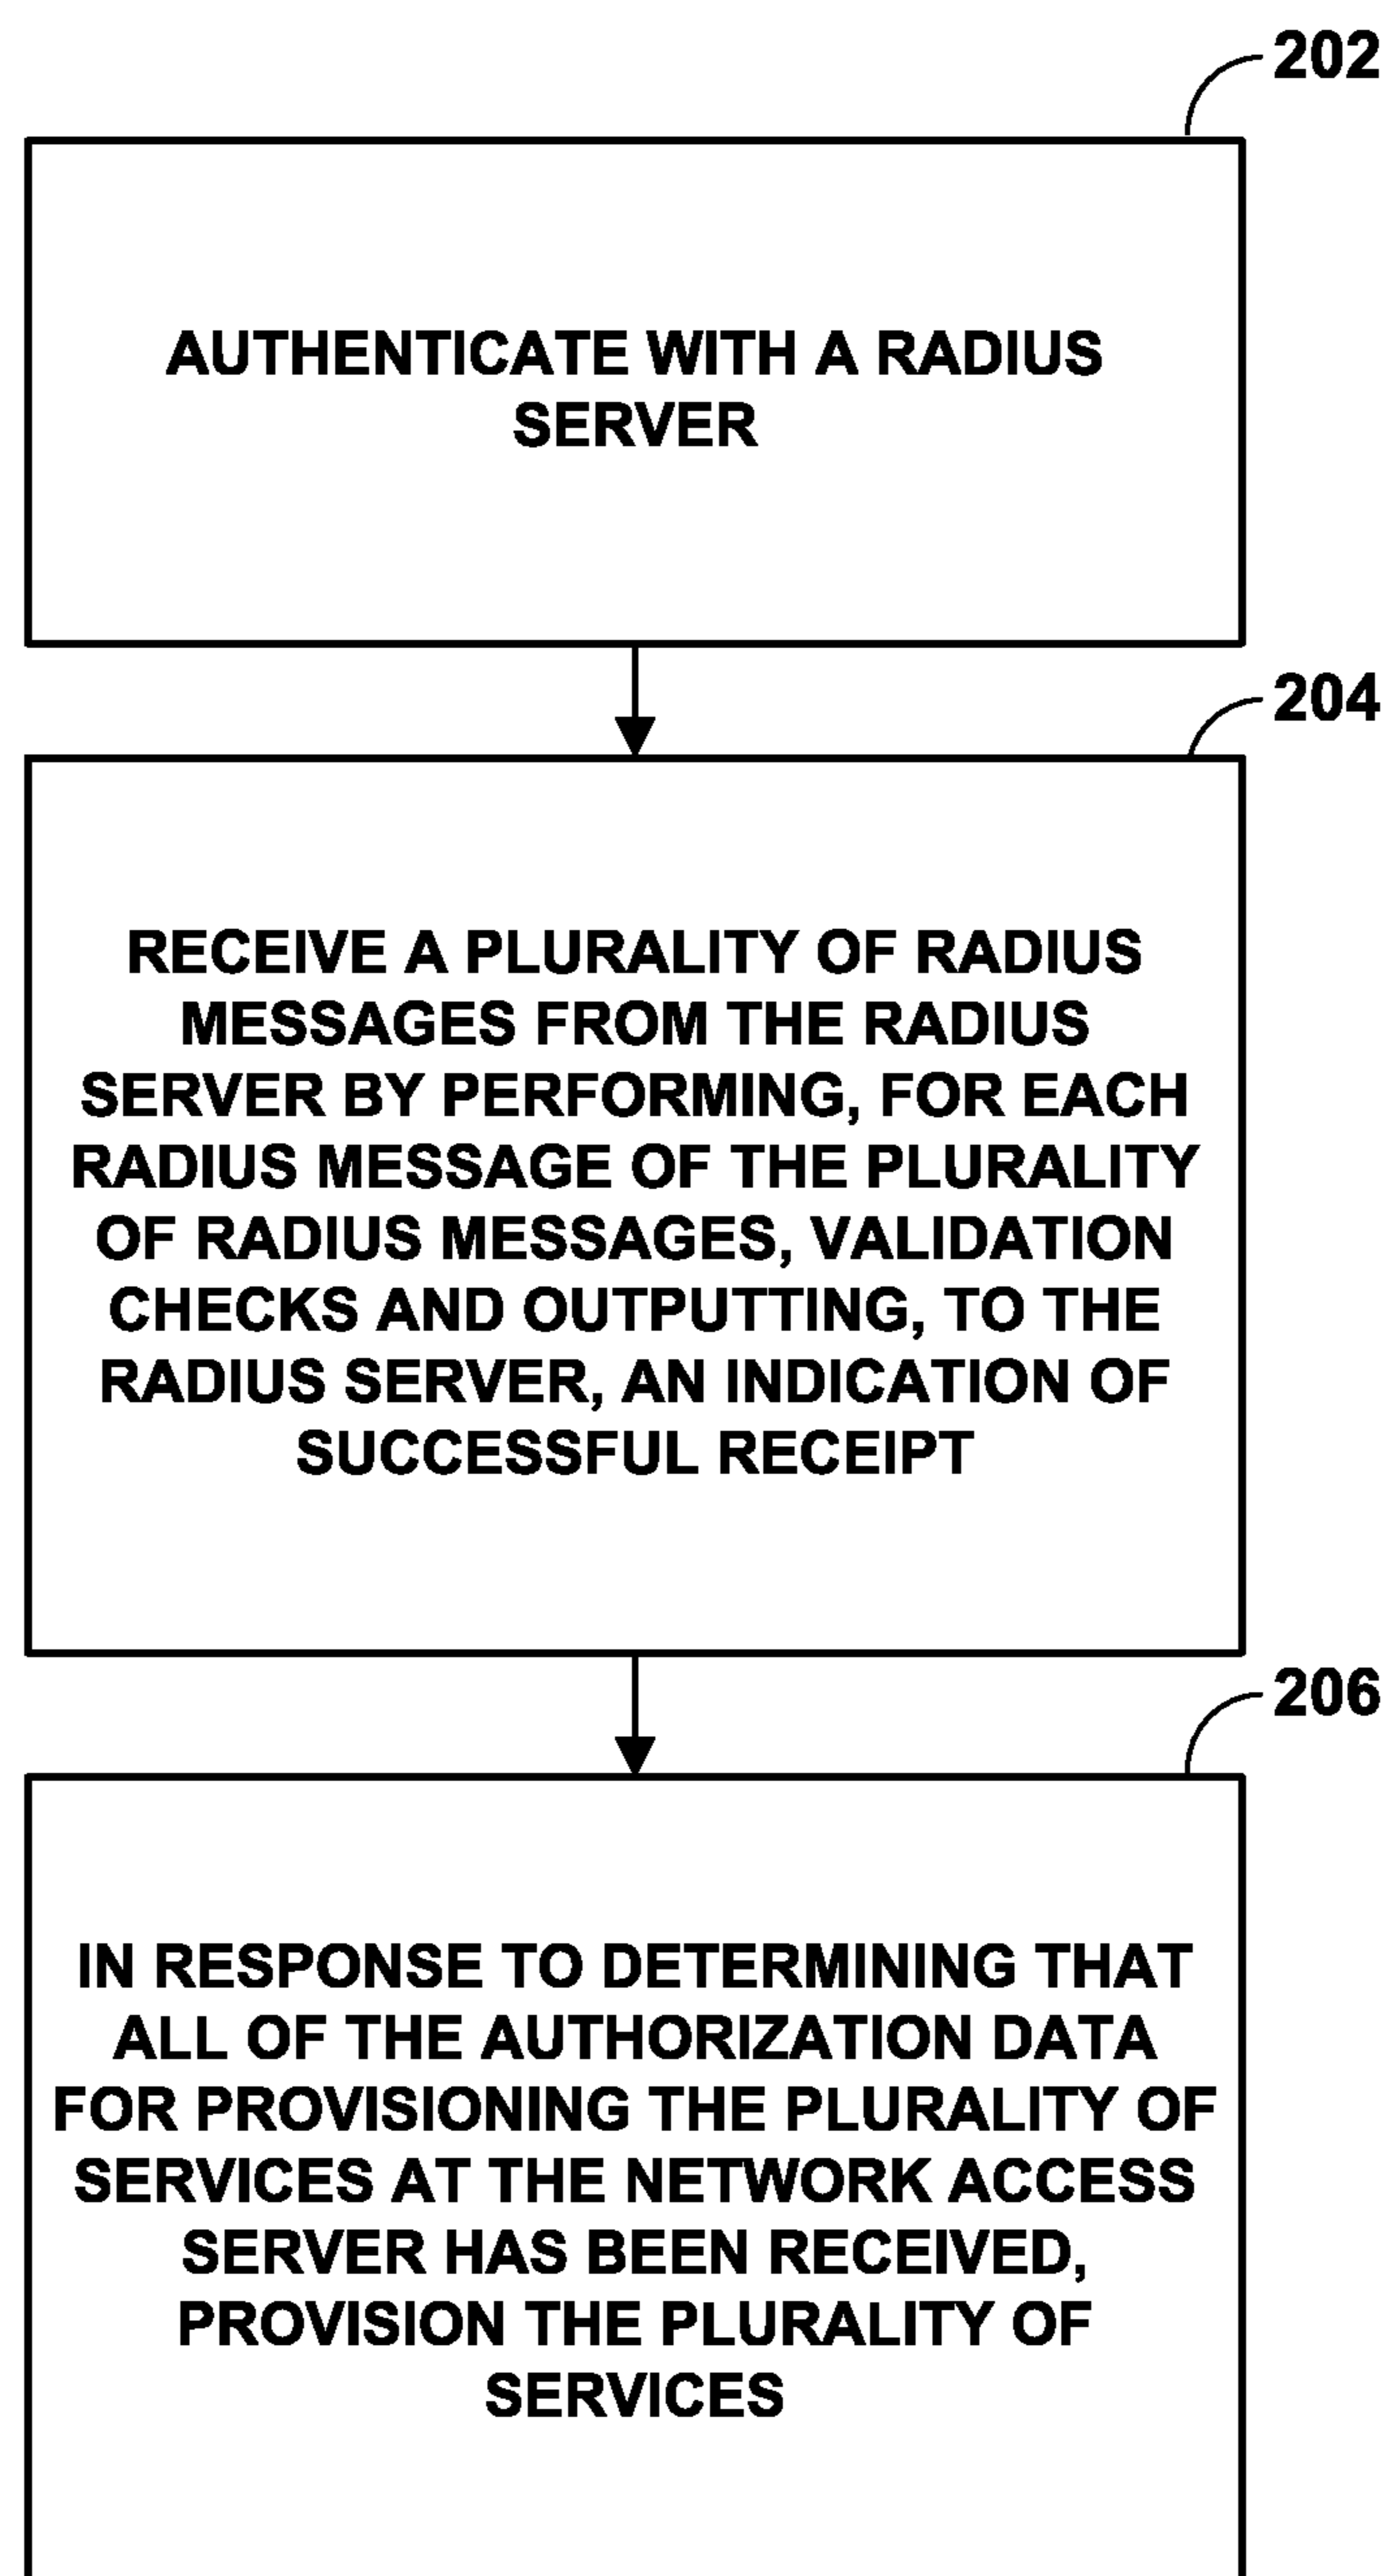 202
AUTHENTICATE WITH A RADIUS
SERVER
204
RECEIVE A PLURALITY OF RADIUS
MESSAGES FROM THE RADIUS
SERVER BY PERFORMING, FOR EACH
RADIUS MESSAGE OF THE PLURALITY
OF RADIUS MESSAGES, VALIDATION
CHECKS AND OUTPUTTING, TO THE
RADIUS SERVER, AN INDICATION OF
SUCCESSFUL RECEIPT
206
IN RESPONSE TO DETERMINING THAT
ALL OF THE AUTHORIZATION DATA
FOR PROVISIONING THE PLURALITY OF
SERVICES AT THE NETWORK ACCESS
SERVER HAS BEEN RECEIVED,
PROVISION THE PLURALITY OF
SERVICES